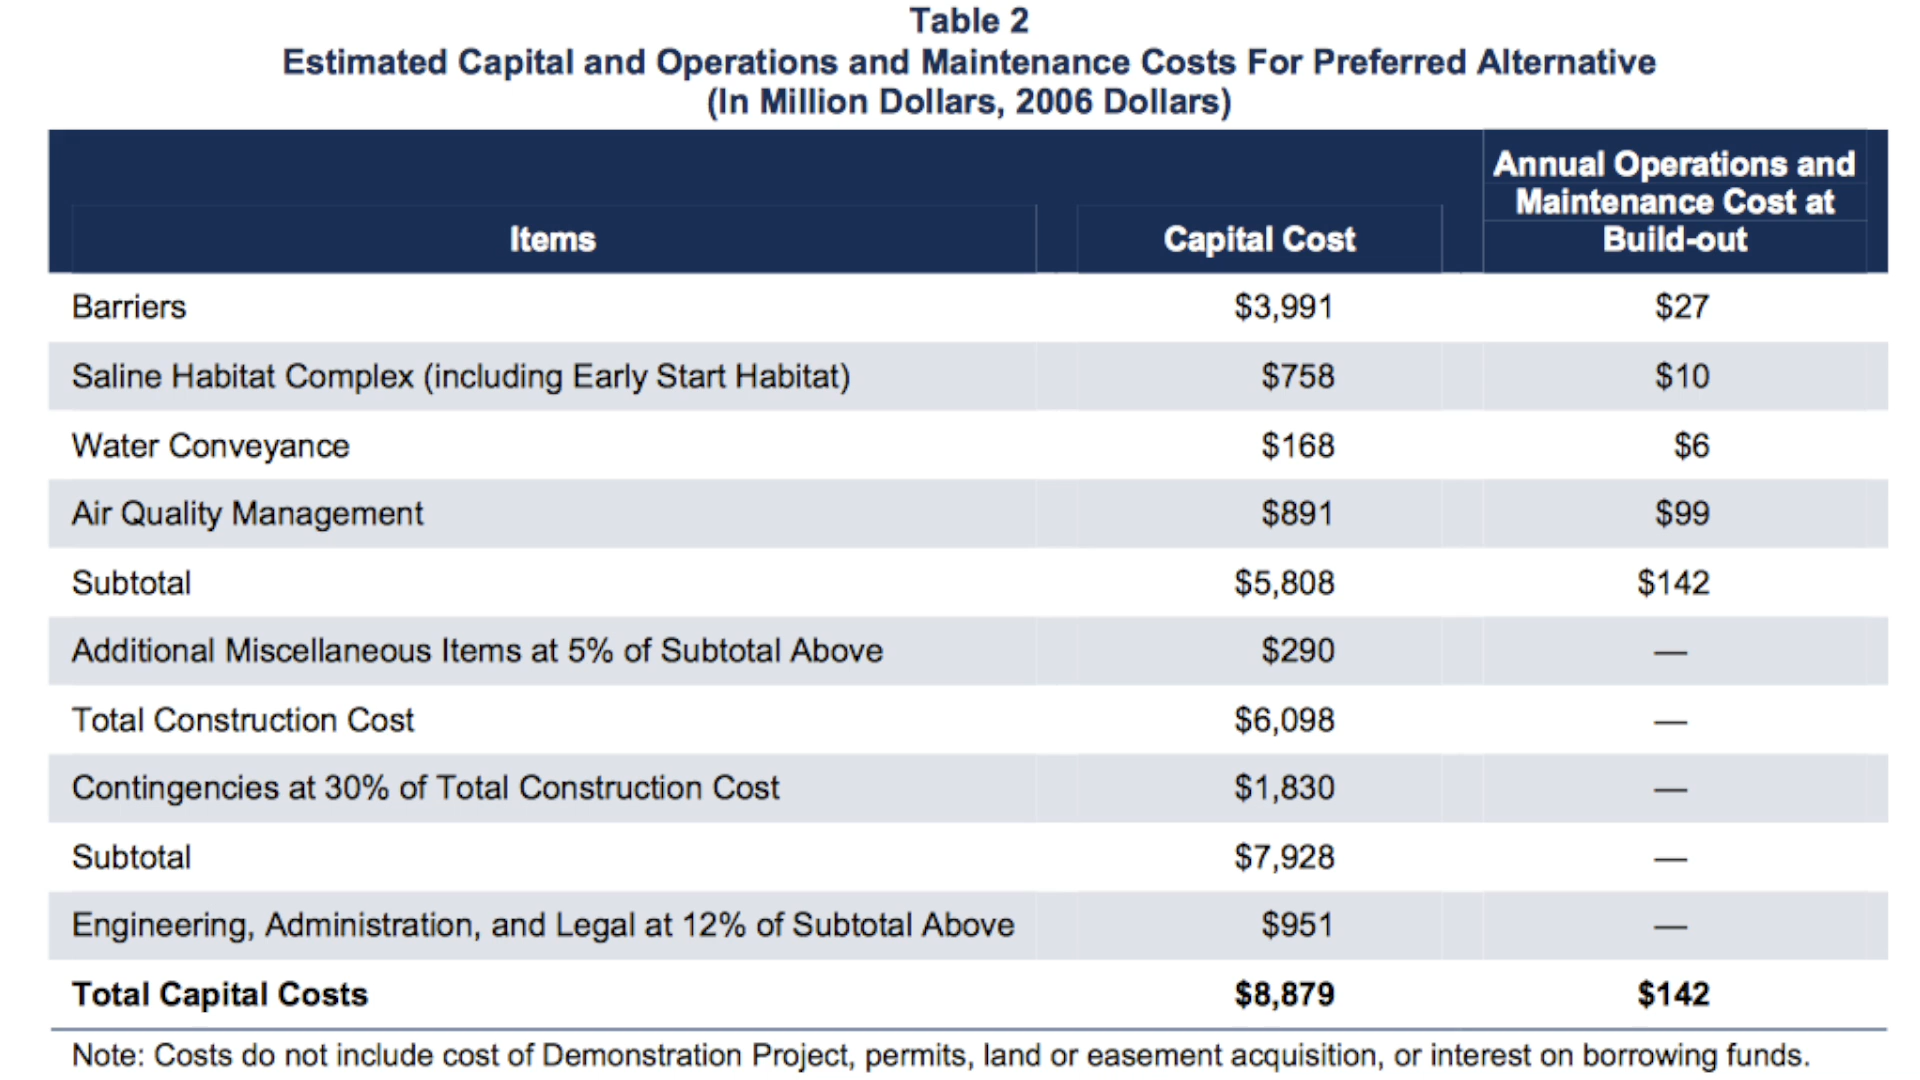 Table 2
Estimated Capital and Operations and Maintenance Costs For Preferred Alternative
(In Million Dollars, 2006 Dollars)
Items Capital Cost Annual Operations and Maintenance Cost at Build-out
Barriers $3,991 $27
Saline Habitat Complex (including Early Start Habitat) $758 $10
Water Conveyance $168 $6
Air Quality Management $891 $99
Subtotal $5,808 $142
Additional Miscellaneous Items at 5% of Subtotal Above $290 —
Total Construction Cost $6,098 —
Contingencies at 30% of Total Construction Cost $1,830 —
Subtotal $7,928 —
Engineering, Administration, and Legal at 12% of Subtotal Above $951 —
Total Capital Costs $8,879 $142
Note: Costs do not include cost of Demonstration Project, permits, land or easement acquisition, or interest on borrowing funds.